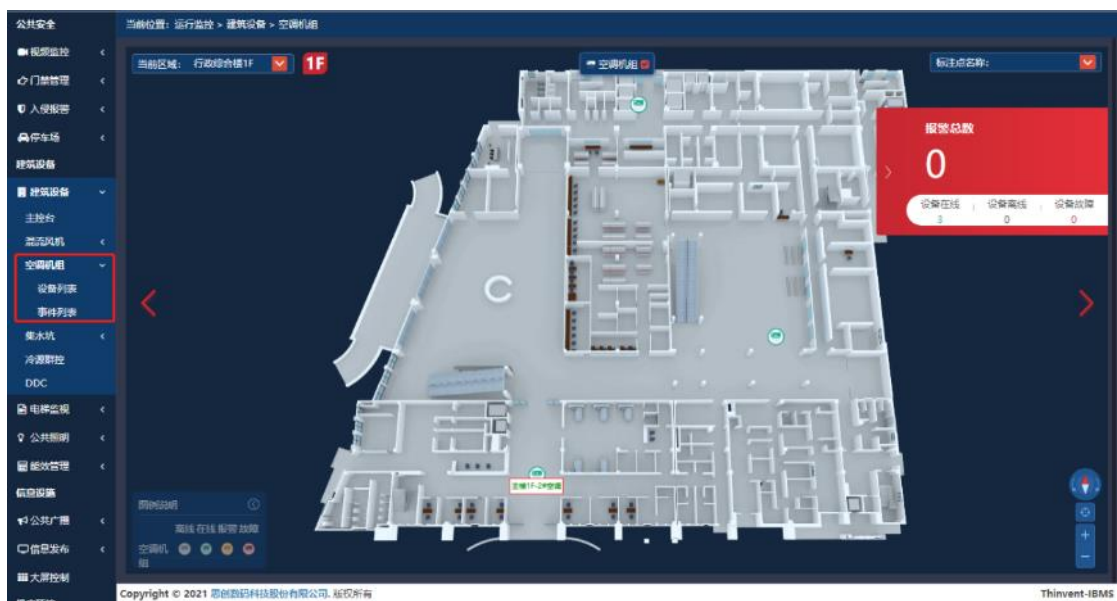 公共安全
当前位置：运行监控 > 建筑设备 > 空调机组
视频监控
门禁管理
入侵报警
停车场
建筑设备
建筑设备
主控台
混流风机
空调机组
设备列表
事件列表
集水坑
冷源群控
DDC
电梯监视
公共照明
能效管理
信息设施
公共广播
信息发布
大屏控制
当前区域： 行政综合楼1F
1F
空调机组
标注点名称：
报警总数
0
设备在线 设备离线 设备故障
3 0 0
主楼1F-2#空调
图例说明
离线 在线 报警 故障
空调机组
Copyright © 2021 思创数码科技股份有限公司. 版权所有
Thinvent-IBMS